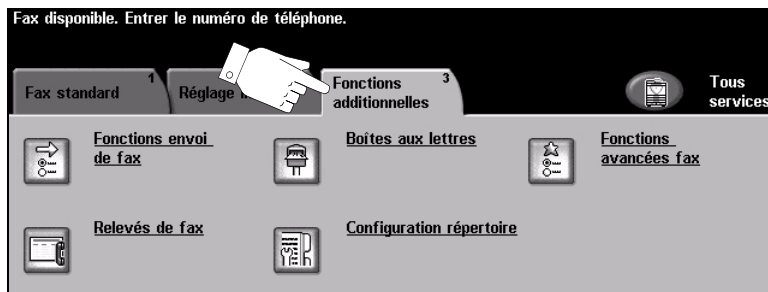 Fax disponible. Entrer le numéro de téléphone.
Fax standard 1
Réglage
Fonctions additionnelles 3
Tous
services
Fonctions envoi
de fax
Boîtes aux lettres
Fonctions
avancées fax
Relevés de fax
Configuration répertoire